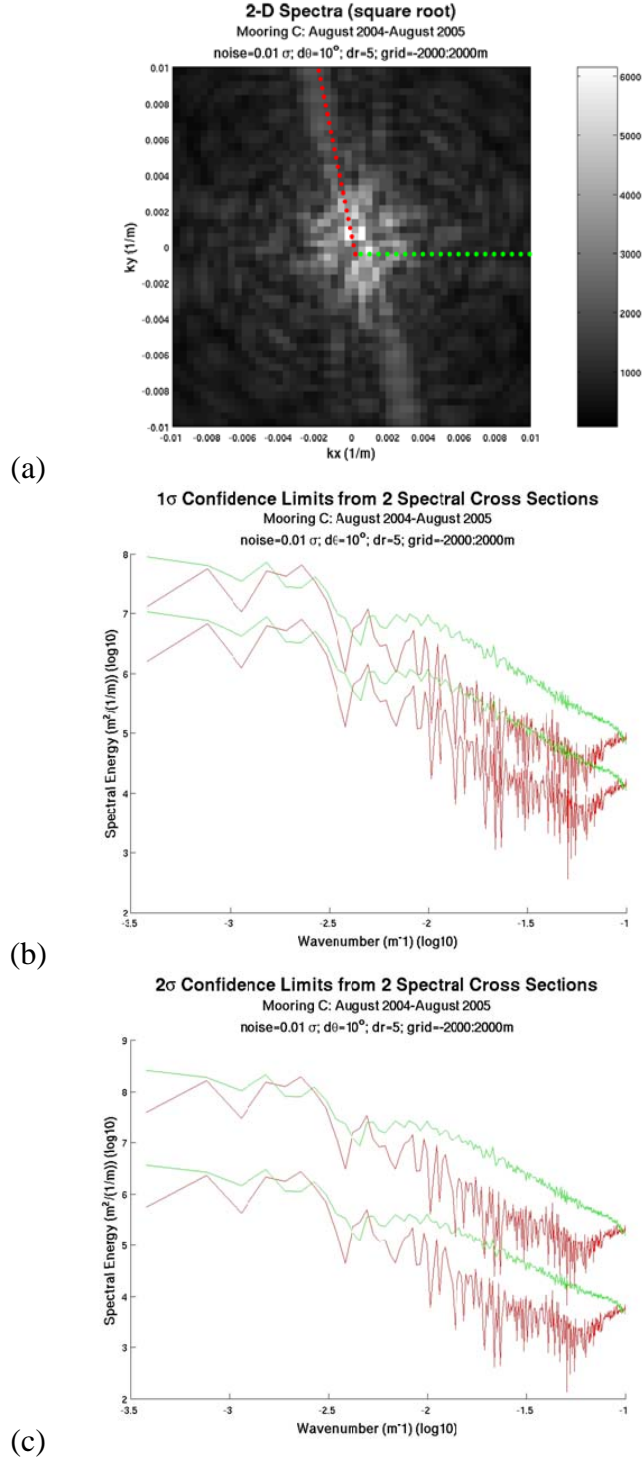 2-D Spectra (square root)
Mooring C: August 2004-August 2005
noise=0.01 σ; dθ=10°; dr=5; grid=-2000:2000m
0.01
0.008
0.006
0.004
0.002
0
-0.002
-0.004
-0.006
-0.008
-0.01
ky (1/m)
-0.01 -0.008 -0.006 -0.004 -0.002 0 0.002 0.004 0.006 0.008 0.01
kx (1/m)
6000
5000
4000
3000
2000
1000
(a)
1σ Confidence Limits from 2 Spectral Cross Sections
Mooring C: August 2004-August 2005
noise=0.01 σ; dθ=10°; dr=5; grid=-2000:2000m
8
7
6
5
4
3
2
Spectral Energy (m²/(1/m)) (log10)
-3.5 -3 -2.5 -2 -1.5 -1
Wavenumber (m⁻¹) (log10)
(b)
2σ Confidence Limits from 2 Spectral Cross Sections
Mooring C: August 2004-August 2005
noise=0.01 σ; dθ=10°; dr=5; grid=-2000:2000m
9
8
7
6
5
4
3
2
Spectral Energy (m²/(1/m)) (log10)
-3.5 -3 -2.5 -2 -1.5 -1
Wavenumber (m⁻¹) (log10)
(c)